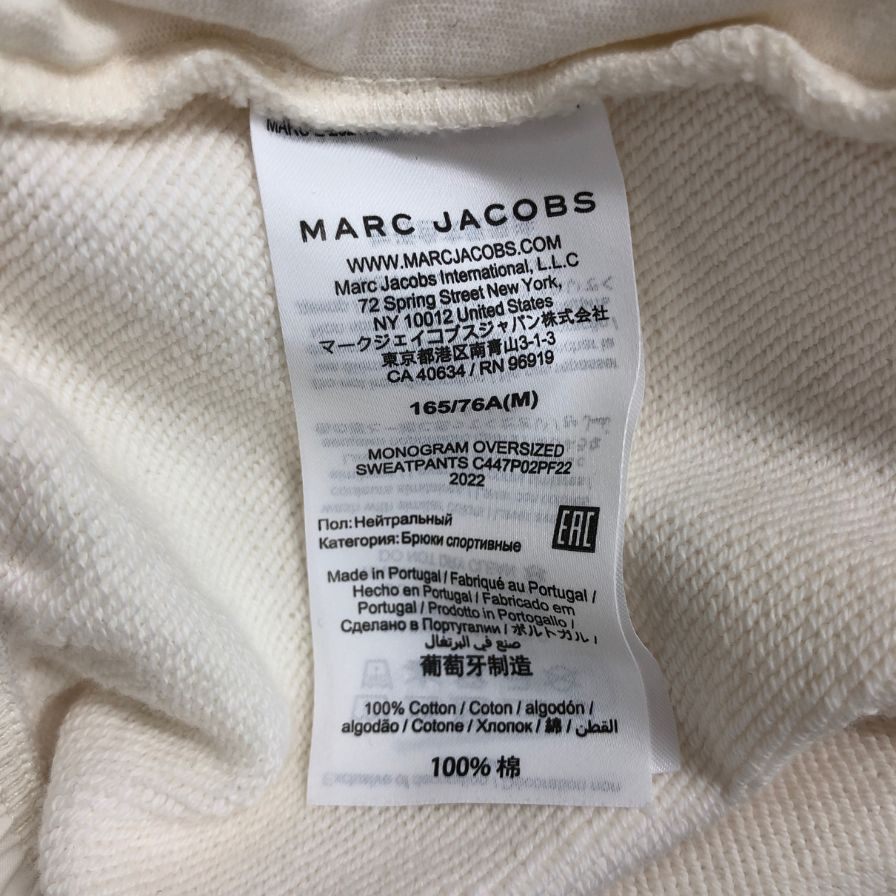 MARC JACOBS
WWW.MARCJACOBS.COM
Marc Jacobs International, L.L.C
72 Spring Street New York,
NY 10012 United States
マークジェイコブスジャパン株式会社
東京都港区南青山3-1-3
CA 40634 / RN 96919
165/76A(M)
MONOGRAM OVERSIZED
SWEATPANTS C447P02PF22
2022
Пол: Нейтральный
Категория: Брюки спортивные
EAC
Made in Portugal / Fabriqué au Portugal /
Hecho en Portugal / Fabricado em
Portugal / Prodotto in Portogallo /
Сделано в Португалии / ポルトガル /
صنع في البرتغال
葡萄牙制造
100% Cotton / Coton / algodón /
algodão / Cotone / Хлопок / 綿 / القطن
100% 棉